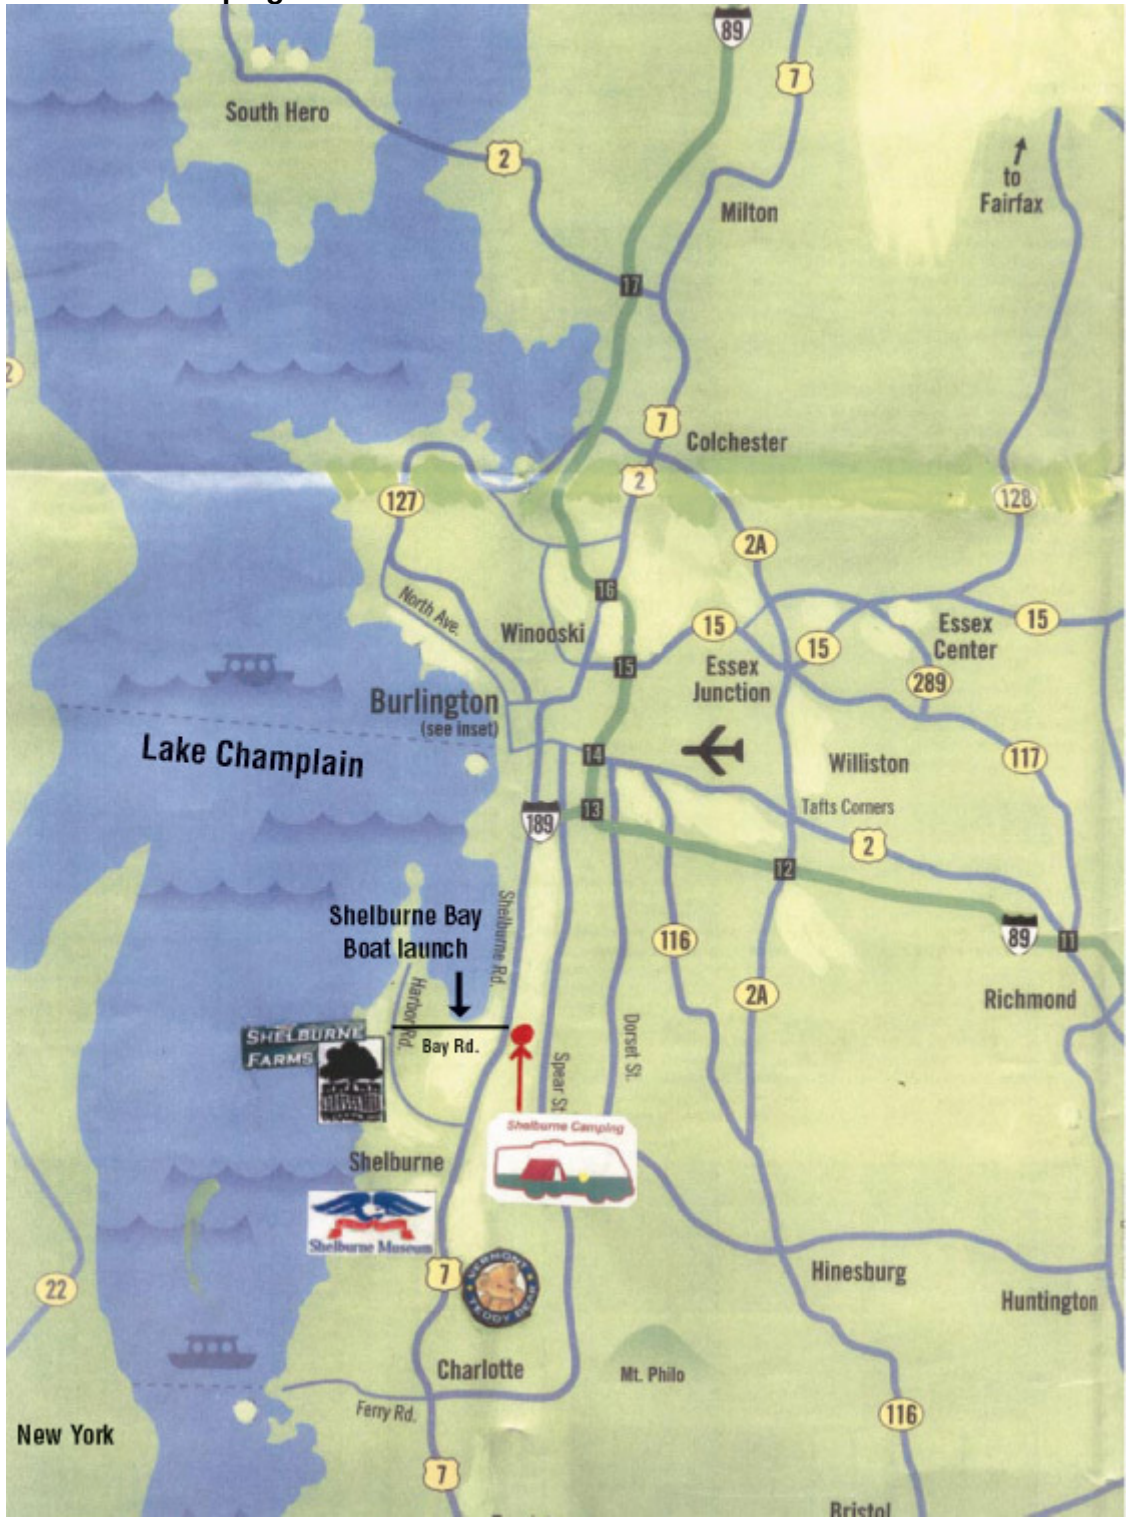 89
7
South Hero
2
to
Fairfax
Milton
17
2
7
Colchester
2
127
128
2A
16
North Ave.
Winooski
15
15
15
Essex
Center
15
Essex
Junction
289
Burlington
(see inset)
Lake Champlain
14
Williston
117
Tafts Corners
189
13
2
12
Shelburne Rd.
Shelburne Bay
Boat launch
116
89
11
2A
Richmond
Harbor Rd.
SHELBURNE
FARMS
Bay Rd.
Dorset St.
Spear St
Shelburne Camping
Shelburne
Shelburne Museum
7
VERMONT
TEDDY BEAR
Hinesburg
22
Huntington
Charlotte
Mt. Philo
Ferry Rd.
116
New York
7
Bristol